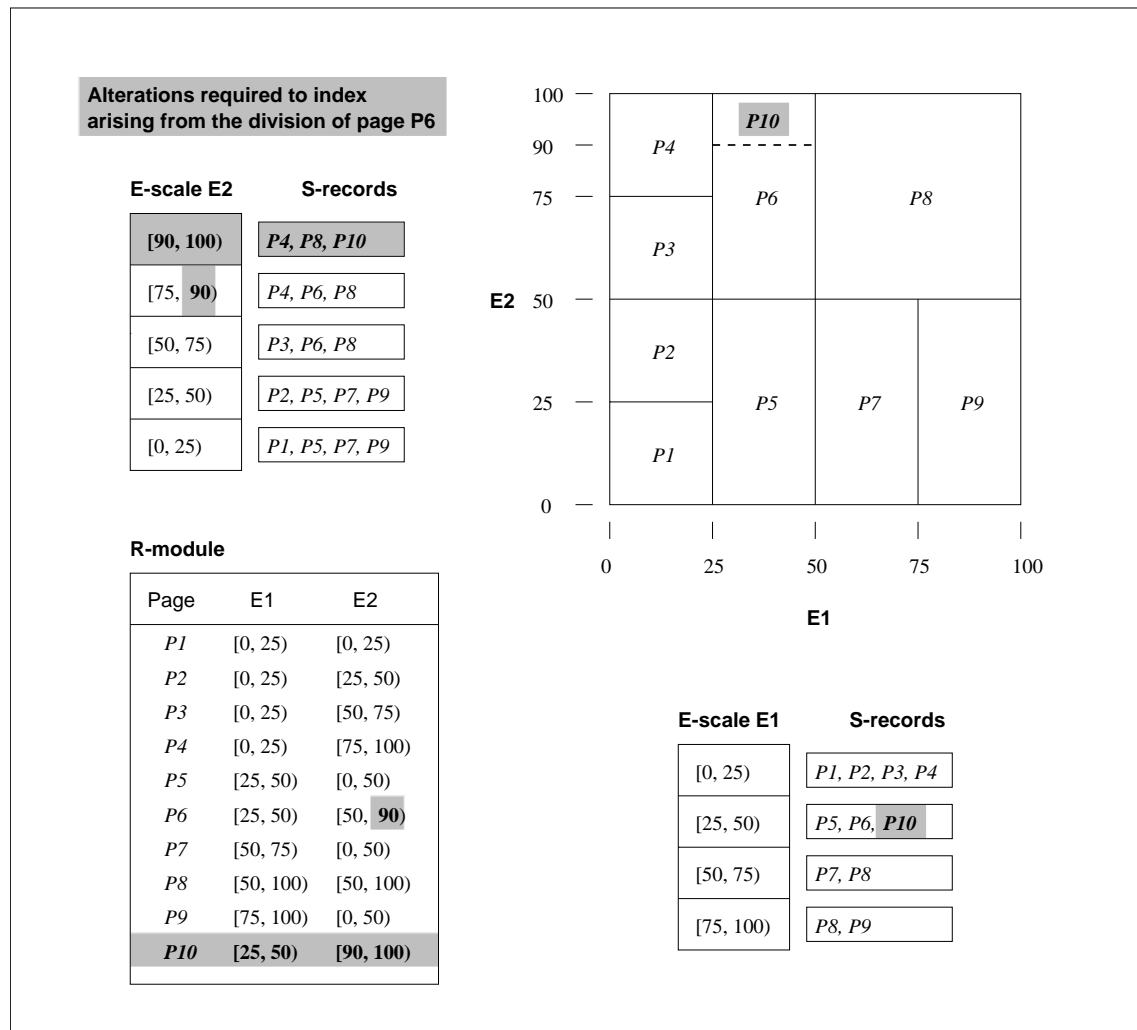 Alterations required to index
arising from the division of page P6
E-scale E2 S-records
[90, 100) P4, P8, P10
[75, 90) P4, P6, P8
[50, 75) P3, P6, P8
[25, 50) P2, P5, P7, P9
[0, 25) P1, P5, P7, P9
100
90
75
E2 50
25
0
P10
P4
P6 P8
P3
P2
P5 P7 P9
P1
0 25 50 75 100
E1
R-module
Page E1 E2
P1 [0, 25) [0, 25)
P2 [0, 25) [25, 50)
P3 [0, 25) [50, 75)
P4 [0, 25) [75, 100)
P5 [25, 50) [0, 50)
P6 [25, 50) [50, 90)
P7 [50, 75) [0, 50)
P8 [50, 100) [50, 100)
P9 [75, 100) [0, 50)
P10 [25, 50) [90, 100)
E-scale E1 S-records
[0, 25) P1, P2, P3, P4
[25, 50) P5, P6, P10
[50, 75) P7, P8
[75, 100) P8, P9